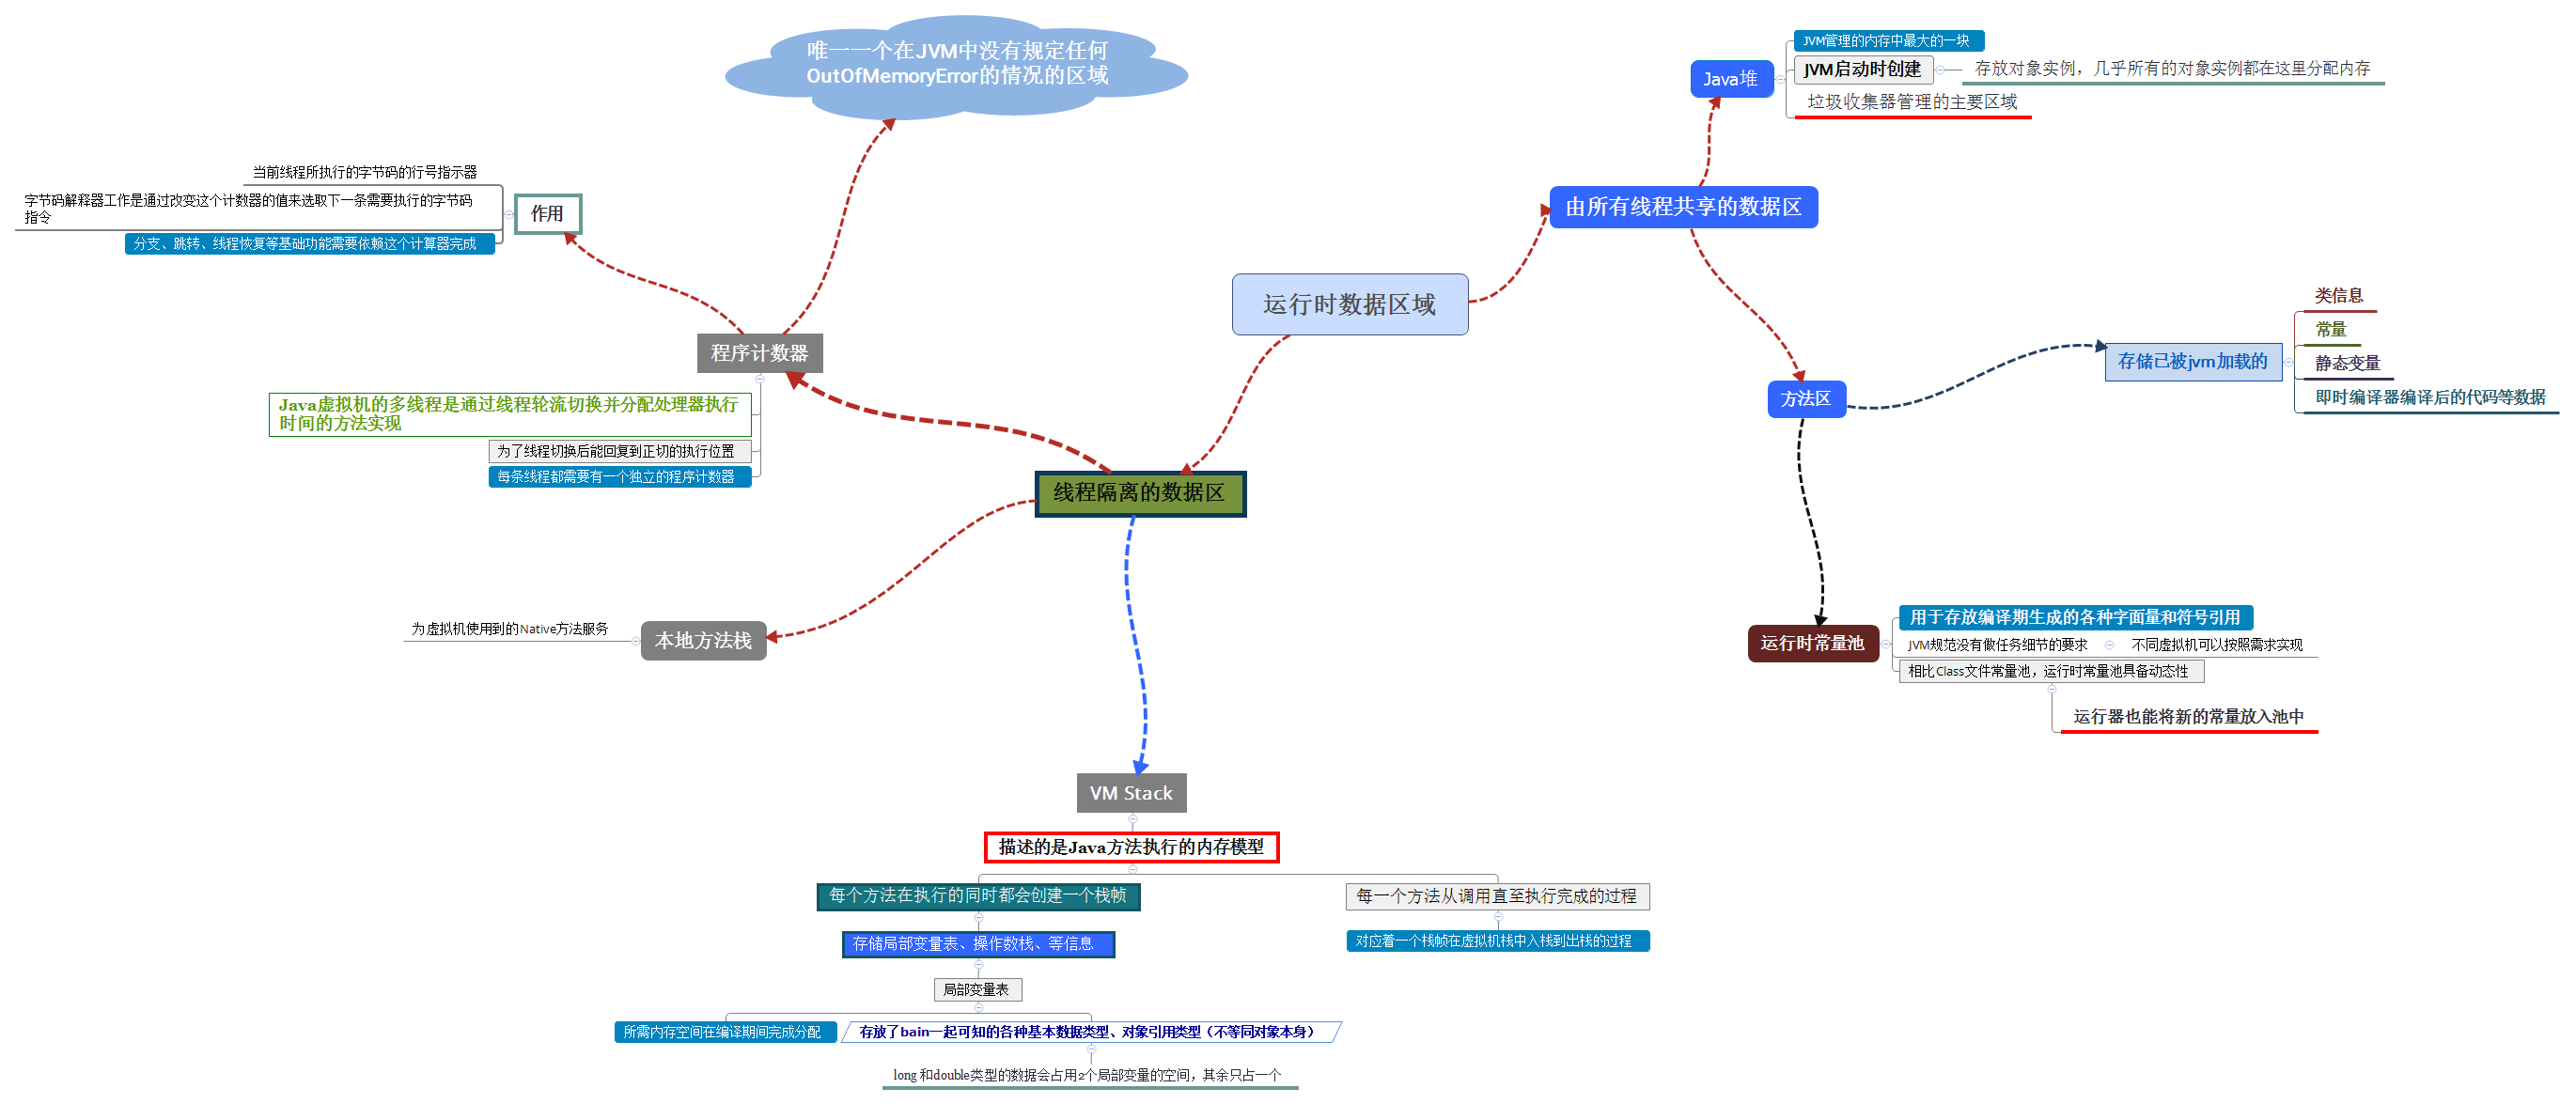 唯一一个在JVM中没有规定任何
OutOfMemoryError的情况的区域
当前线程所执行的字节码的行号指示器
字节码解释器工作是通过改变这个计数器的值来选取下一条需要执行的字节码
指令
分支、跳转、线程恢复等基础功能需要依赖这个计算器完成
作用
程序计数器
Java虚拟机的多线程是通过线程轮流切换并分配处理器执行
时间的方法实现
为了线程切换后能回复到正切的执行位置
每条线程都需要有一个独立的程序计数器
运行时数据区域
线程隔离的数据区
为虚拟机使用到的Native方法服务
本地方法栈
VM Stack
描述的是Java方法执行的内存模型
每个方法在执行的同时都会创建一个栈帧
每一个方法从调用直至执行完成的过程
存储局部变量表、操作数栈、等信息
对应着一个栈帧在虚拟机栈中入栈到出栈的过程
局部变量表
所需内存空间在编译期间完成分配
存放了bain一起可知的各种基本数据类型、对象引用类型（不等同对象本身）
long 和double类型的数据会占用2个局部变量的空间，其余只占一个
由所有线程共享的数据区
Java堆
JVM管理的内存中最大的一块
JVM启动时创建
存放对象实例，几乎所有的对象实例都在这里分配内存
垃圾收集器管理的主要区域
方法区
存储已被jvm加载的
类信息
常量
静态变量
即时编译器编译后的代码等数据
运行时常量池
用于存放编译期生成的各种字面量和符号引用
JVM规范没有做任务细节的要求
不同虚拟机可以按照需求实现
相比Class文件常量池，运行时常量池具备动态性
运行器也能将新的常量放入池中